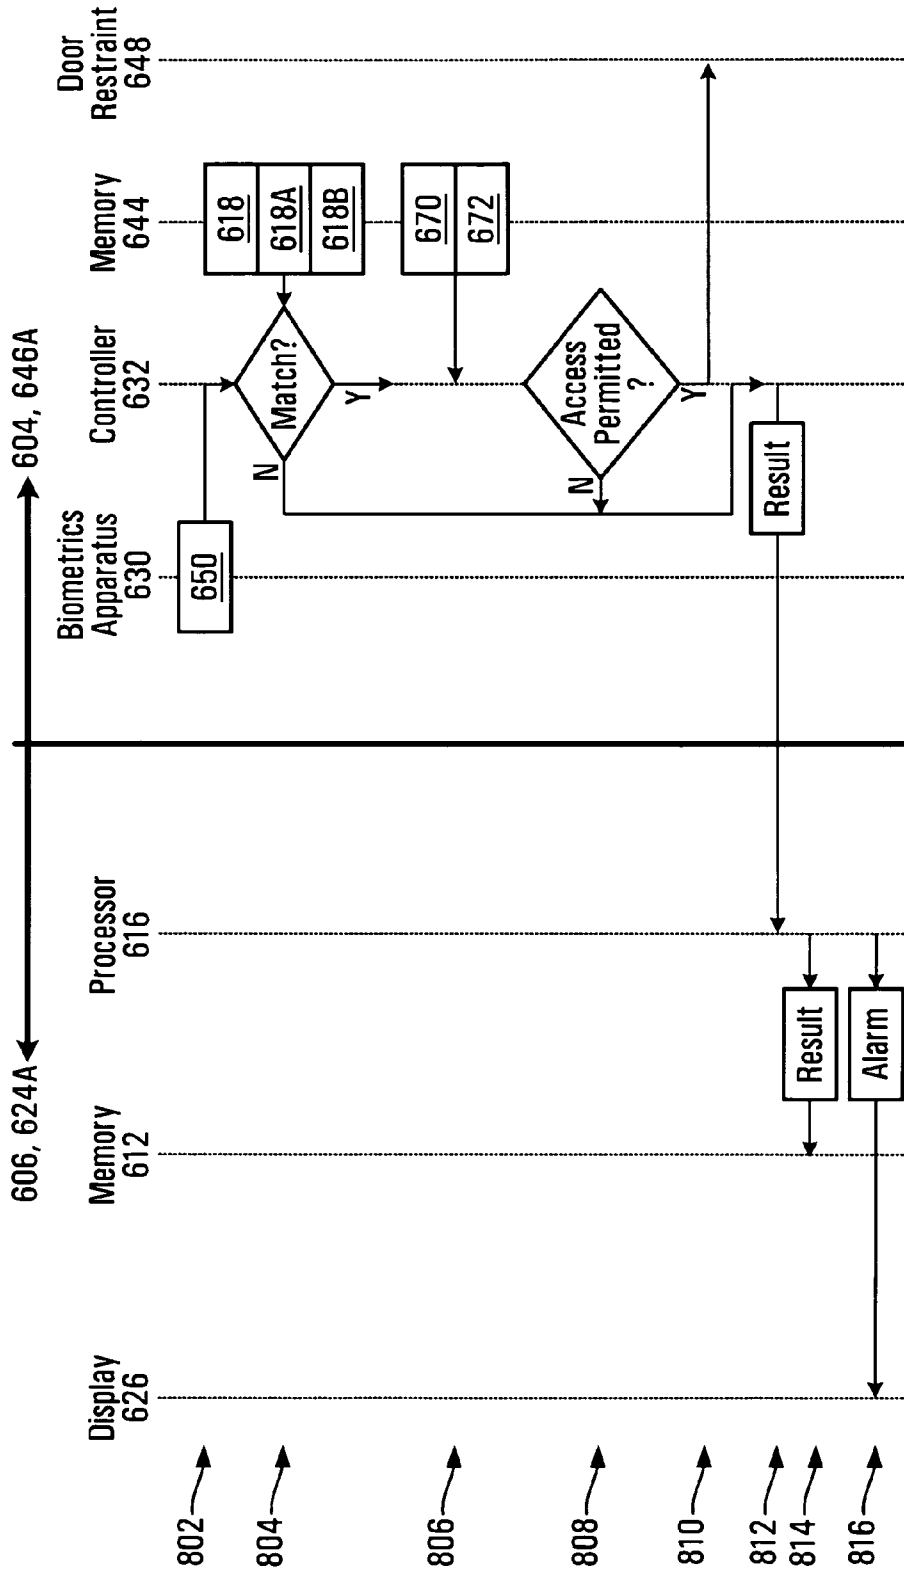 606, 624A
604, 646A
Display
626
Memory
612
Processor
616
Biometrics
Apparatus
630
Controller
632
Memory
644
Door
Restraint
648
802
650
618
804
Match?
618A
N
Y
618B
806
670
672
808
Access
Permitted
?
N
Y
810
812
Result
814
Result
816
Alarm